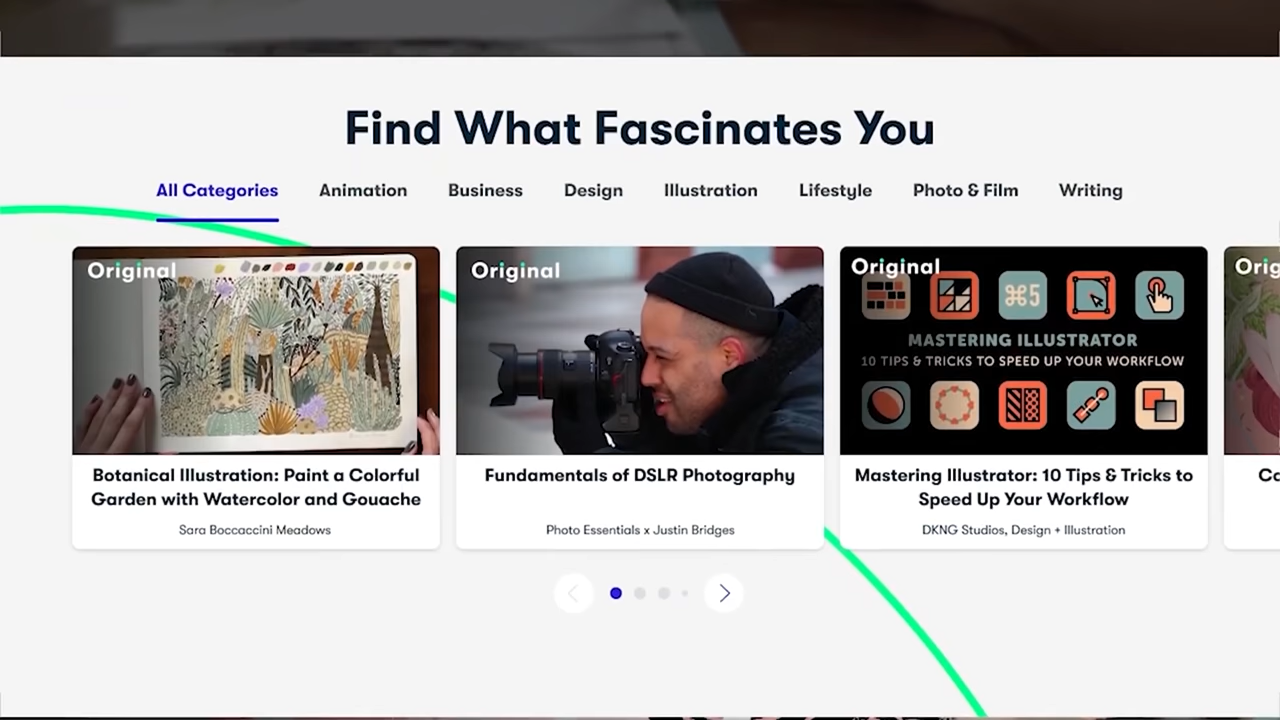 Find What Fascinates You
All Categories Animation Business Design Illustration Lifestyle Photo & Film Writing
Original
Botanical Illustration: Paint a Colorful
Garden with Watercolor and Gouache
Sara Boccaccini Meadows
Original
Fundamentals of DSLR Photography
Photo Essentials x Justin Bridges
Original
⌘5
MASTERING ILLUSTRATOR
10 TIPS & TRICKS TO SPEED UP YOUR WORKFLOW
Mastering Illustrator: 10 Tips & Tricks to
Speed Up Your Workflow
DKNG Studios, Design + Illustration